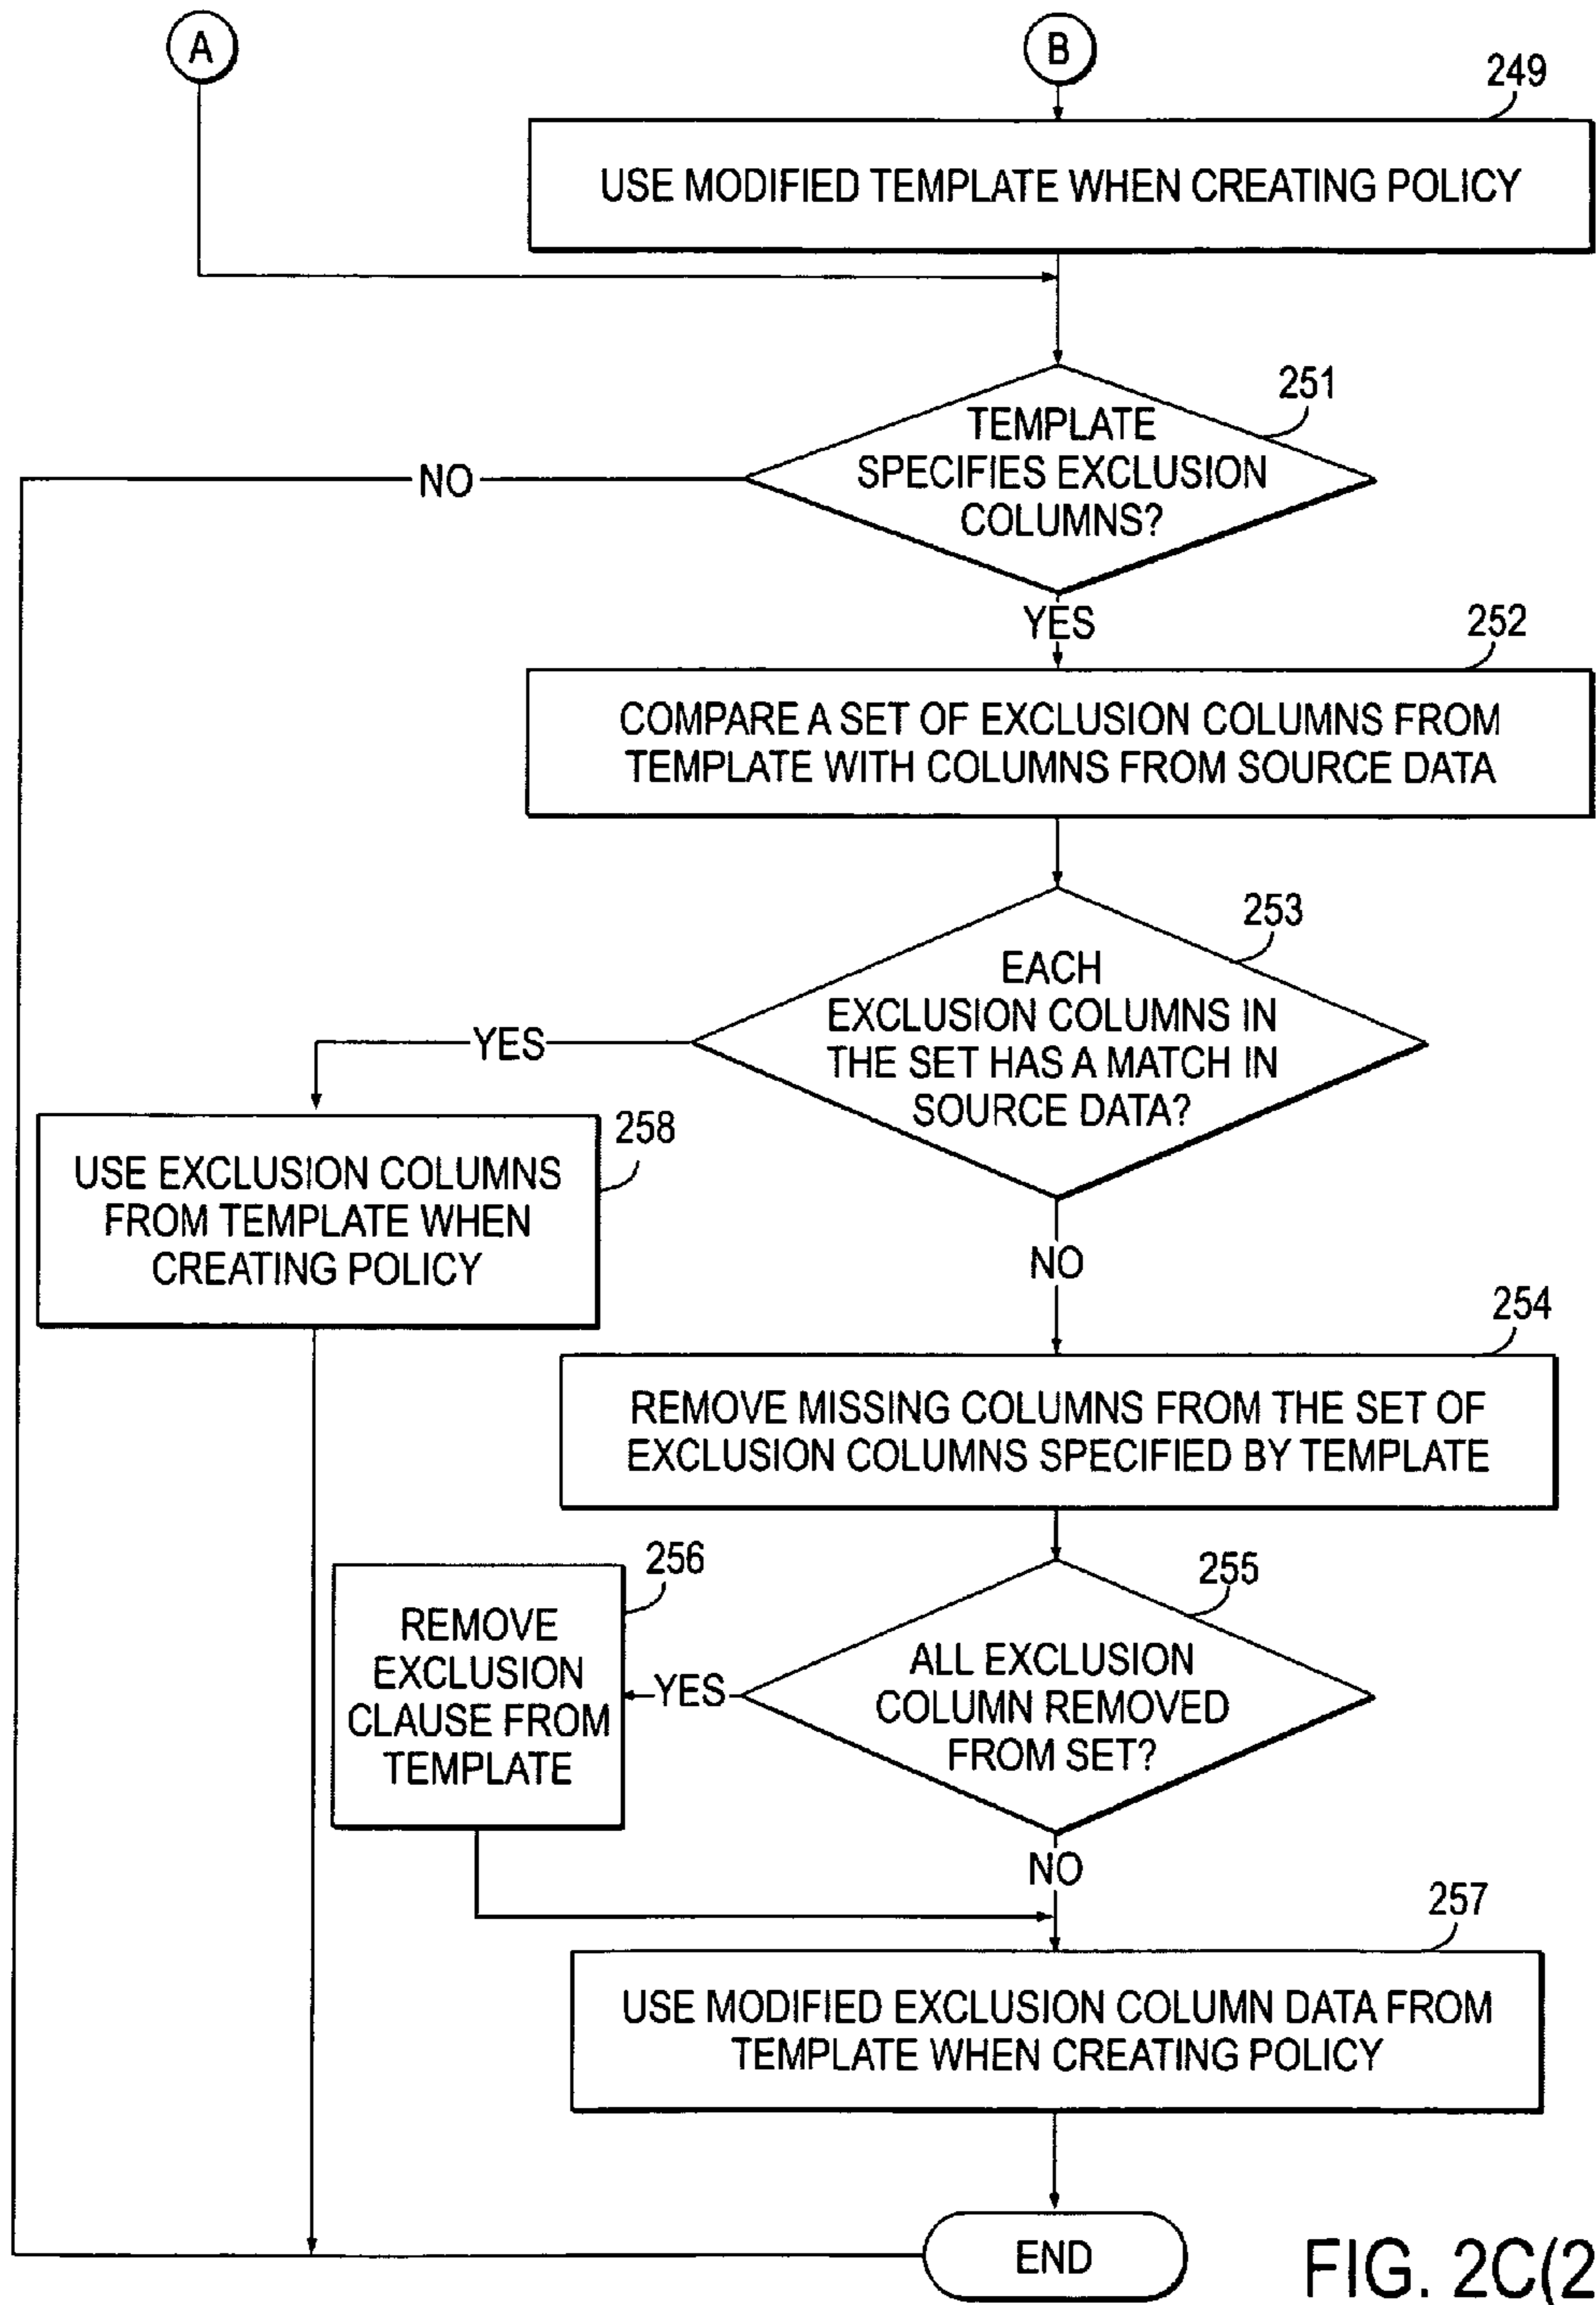 A
B
249
USE MODIFIED TEMPLATE WHEN CREATING POLICY
251
TEMPLATE
SPECIFIES EXCLUSION
COLUMNS?
NO
YES
252
COMPARE A SET OF EXCLUSION COLUMNS FROM
TEMPLATE WITH COLUMNS FROM SOURCE DATA
253
EACH
EXCLUSION COLUMNS IN
THE SET HAS A MATCH IN
SOURCE DATA?
YES
258
USE EXCLUSION COLUMNS
FROM TEMPLATE WHEN
CREATING POLICY
NO
254
REMOVE MISSING COLUMNS FROM THE SET OF
EXCLUSION COLUMNS SPECIFIED BY TEMPLATE
256
REMOVE
EXCLUSION
CLAUSE FROM
TEMPLATE
255
ALL EXCLUSION
COLUMN REMOVED
FROM SET?
YES
NO
257
USE MODIFIED EXCLUSION COLUMN DATA FROM
TEMPLATE WHEN CREATING POLICY
END
FIG. 2C(2